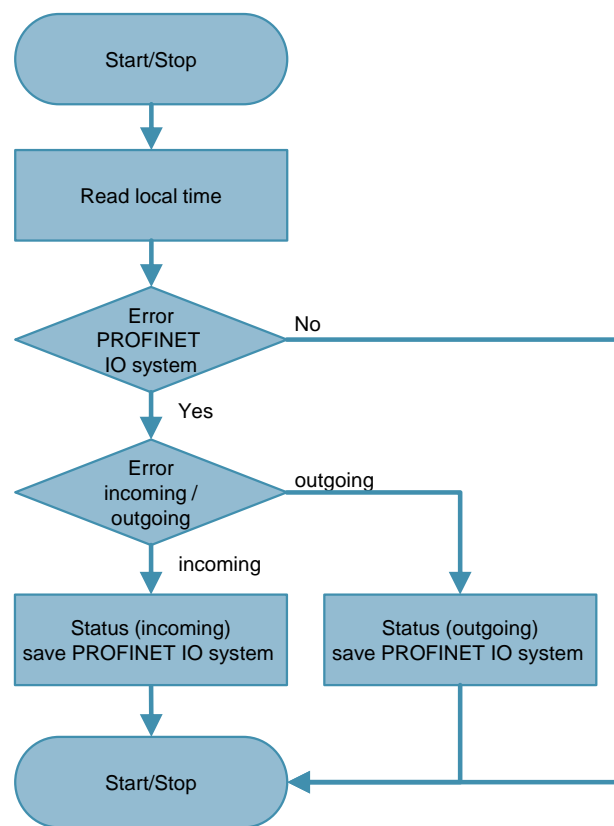 Start/Stop
Read local time
Error
PROFINET
IO system
No
Yes
Error
incoming /
outgoing
outgoing
incoming
Status (incoming)
save PROFINET IO system
Status (outgoing)
save PROFINET IO system
Start/Stop